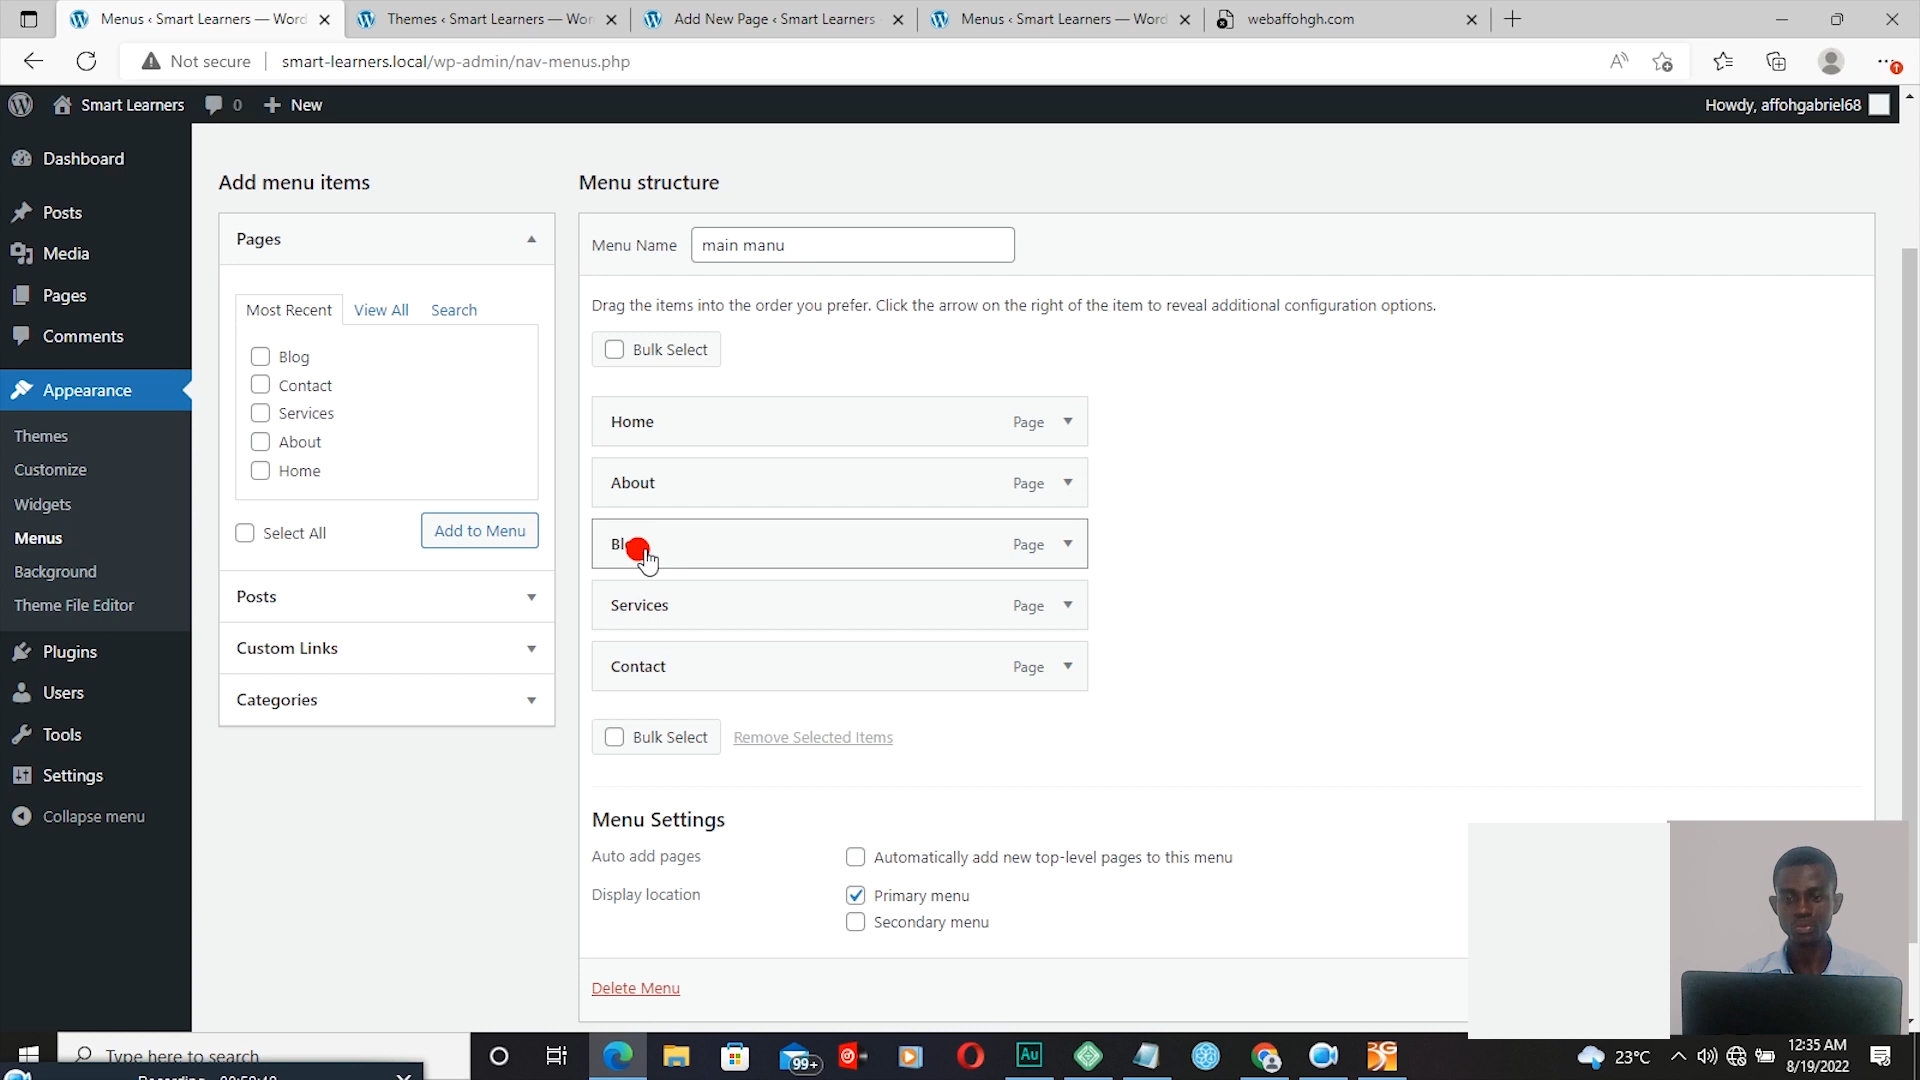 Menus ‹ Smart Learners — Word
Themes ‹ Smart Learners — Wor
Add New Page ‹ Smart Learners
Menus ‹ Smart Learners — Word
webaffohgh.com
Not secure
smart-learners.local/wp-admin/nav-menus.php
Smart Learners
0
New
Howdy, affohgabriel68
Dashboard
Posts
Media
Pages
Comments
Appearance
Themes
Customize
Widgets
Menus
Background
Theme File Editor
Plugins
Users
Tools
Settings
Collapse menu
Add menu items
Pages
Most Recent
View All
Search
Blog
Contact
Services
About
Home
Select All
Add to Menu
Posts
Custom Links
Categories
Menu structure
Menu Name
main manu
Drag the items into the order you prefer. Click the arrow on the right of the item to reveal additional configuration options.
Bulk Select
Home Page
About Page
Page
Services Page
Contact Page
Bulk Select
Remove Selected Items
Menu Settings
Auto add pages
Automatically add new top-level pages to this menu
Display location
Primary menu
Secondary menu
Delete Menu
Type here to search
99+
Au
23°C
12:35 AM
8/19/2022